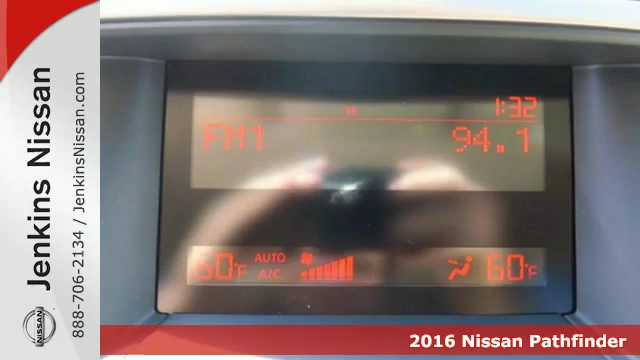 Jenkins Nissan
888-706-2134 / JenkinsNissan.com
NISSAN
W
1:32
FM1 94.1
60°F AUTO A/C 60°F
2016 Nissan Pathfinder